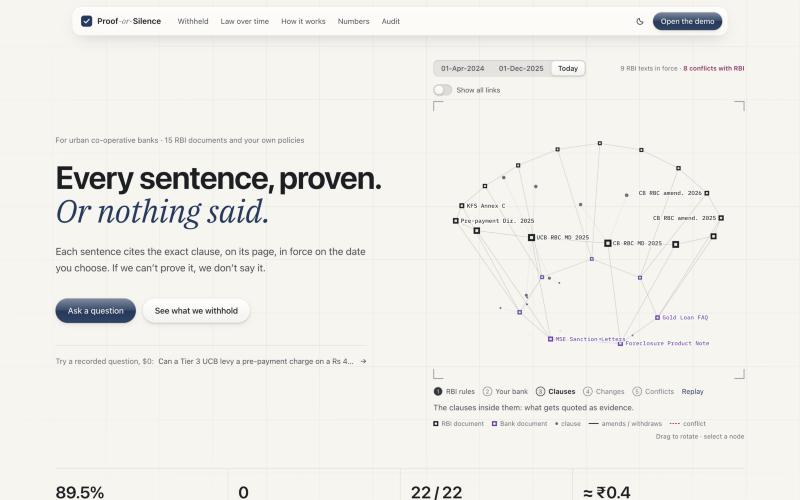 Proof-or-Silence
Withheld
Law over time
How it works
Numbers
Audit
Open the demo
01-Apr-2024
01-Dec-2025
Today
9 RBI texts in force · 8 conflicts with RBI
Show all links
For urban co-operative banks · 15 RBI documents and your own policies
Every sentence, proven.
Or nothing said.
Each sentence cites the exact clause, on its page, in force on the date
you choose. If we can't prove it, we don't say it.
Ask a question
See what we withhold
Try a recorded question, $0: Can a Tier 3 UCB levy a pre-payment charge on a Rs 4... →
CB RBC amend. 2026
KFS Annex C
CB RBC amend. 2025
Pre-payment Dir. 2025
UCB RBC MD 2025
CB RBC MD 2025
Gold Loan FAQ
MSE Sanction Letters
Foreclosure Product Note
1 RBI rules
2 Your bank
3 Clauses
4 Changes
5 Conflicts
Replay
The clauses inside them: what gets quoted as evidence.
RBI document
Bank document
clause
amends / withdraws
conflict
Drag to rotate · select a node
89.5%
0
22 / 22
≈ ₹0.4